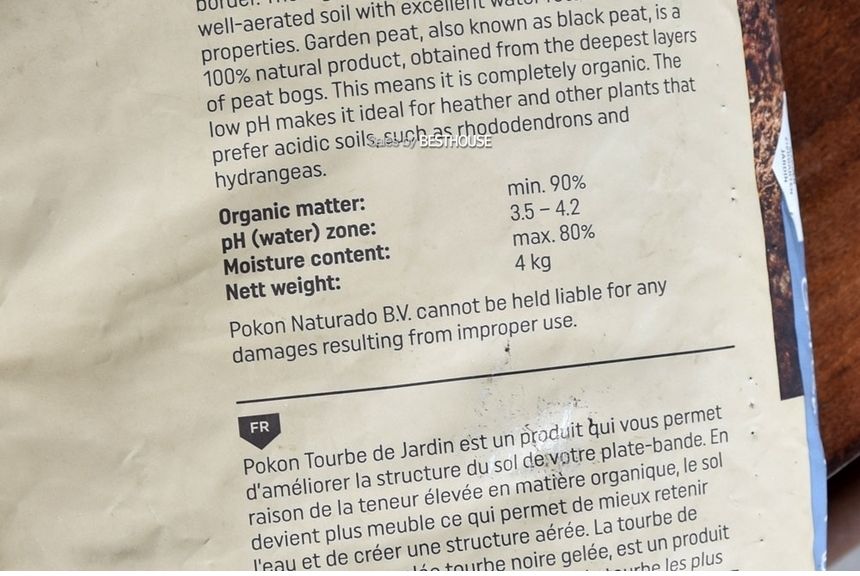 well-aerated soil with excellent water
properties. Garden peat, also known as black peat, is a
100% natural product, obtained from the deepest layers
of peat bogs. This means it is completely organic. The
low pH makes it ideal for heather and other plants that
prefer acidic soils, such as rhododendrons and
hydrangeas.
Sales by BESTHOUSE
Organic matter: min. 90%
pH (water) zone: 3.5 – 4.2
Moisture content: max. 80%
Nett weight: 4 kg
Pokon Naturado B.V. cannot be held liable for any
damages resulting from improper use.
FR
Pokon Tourbe de Jardin est un produit qui vous permet
d'améliorer la structure du sol de votre plate-bande. En
raison de la teneur élevée en matière organique, le sol
devient plus meuble ce qui permet de mieux retenir
l'eau et de créer une structure aérée. La tourbe de
tourbe noire gelée, est un produit
tourbe les plus